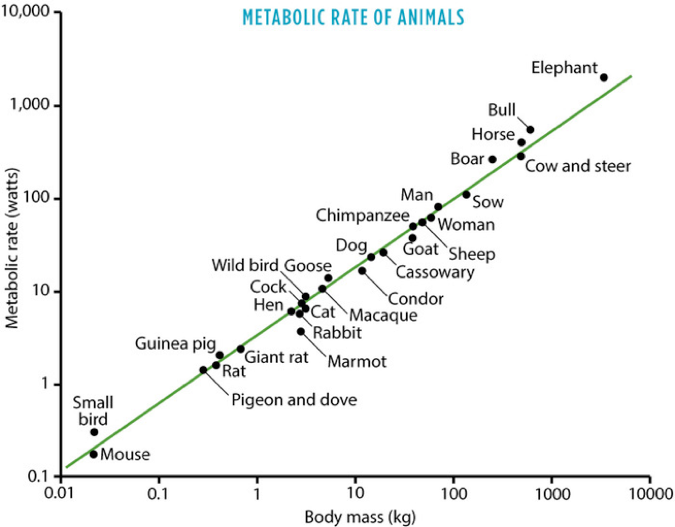 METABOLIC RATE OF ANIMALS
10,000
1,000
100
10
1
0.1
Metabolic rate (watts)
Elephant
Bull
Horse
Boar
Cow and steer
Man
Sow
Chimpanzee
Woman
Goat
Sheep
Dog
Cassowary
Wild bird
Goose
Condor
Cock
Hen
Cat
Macaque
Rabbit
Marmot
Guinea pig
Giant rat
Rat
Pigeon and dove
Small
bird
Mouse
0.01
0.1
1
10
100
1000
10000
Body mass (kg)